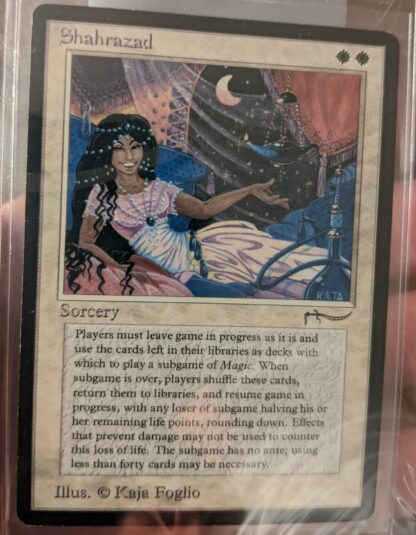 Shahrazad
KAJA
Sorcery
Players must leave game in progress as it is and
use the cards left in their libraries as decks with
which to play a subgame of Magic. When
subgame is over, players shuffle these cards,
return them to libraries, and resume game in
progress, with any loser of subgame halving his or
her remaining life points, rounding down. Effects
that prevent damage may not be used to counter
this loss of life. The subgame has no ante; using
less than forty cards may be necessary.
Illus. © Kaja Foglio